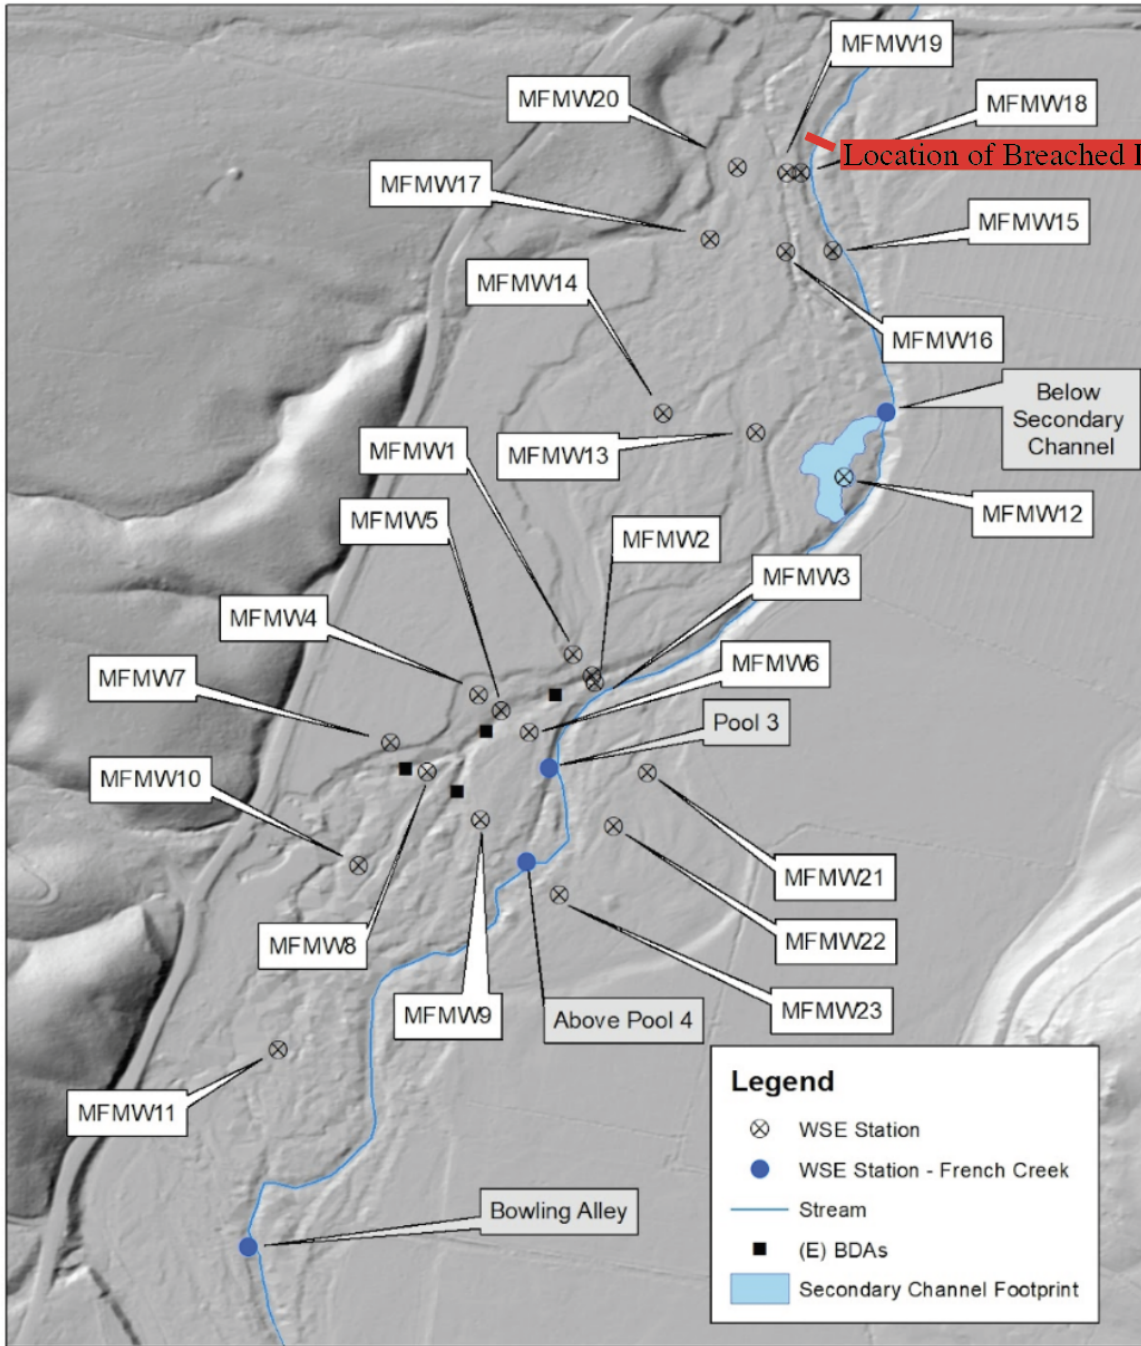 MFMW19
MFMW20
MFMW18
Location of Breached
MFMW17
MFMW15
MFMW14
MFMW16
Below
Secondary
Channel
MFMW1
MFMW13
MFMW5
MFMW12
MFMW2
MFMW3
MFMW4
MFMW6
MFMW7
Pool 3
MFMW10
MFMW21
MFMW8
MFMW22
MFMW9
Above Pool 4
MFMW23
MFMW11
Bowling Alley
Legend
WSE Station
WSE Station - French Creek
Stream
(E) BDAs
Secondary Channel Footprint